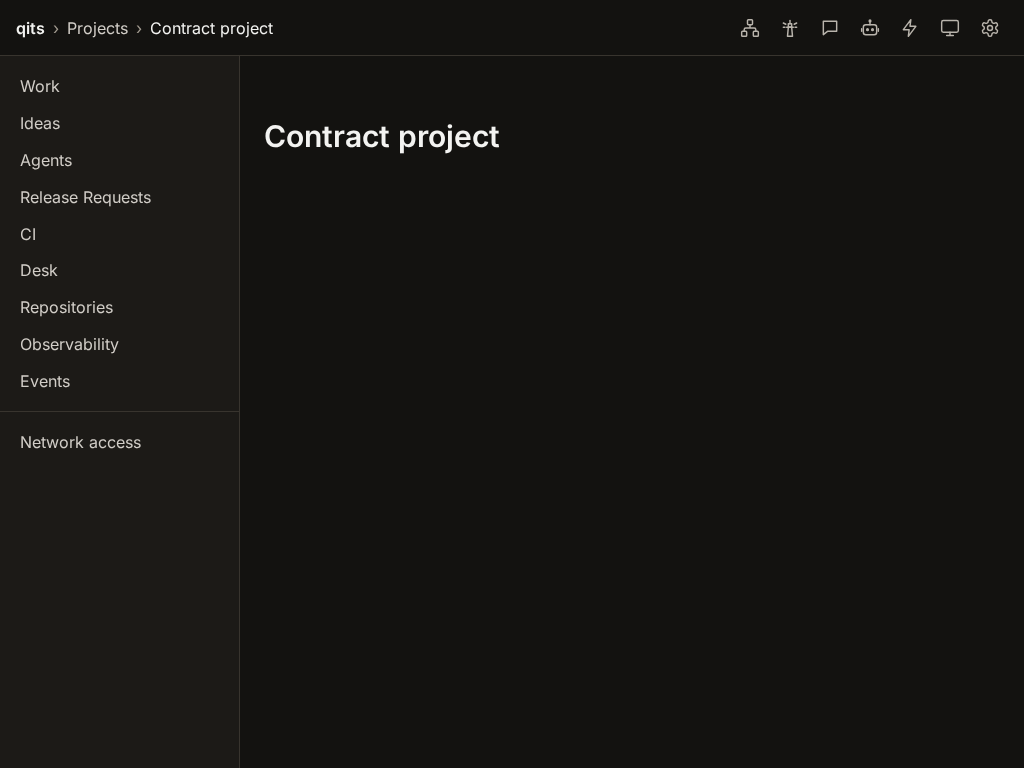 qits › Projects › Contract project
Work
Ideas
Agents
Release Requests
CI
Desk
Repositories
Observability
Events
Network access
Contract project